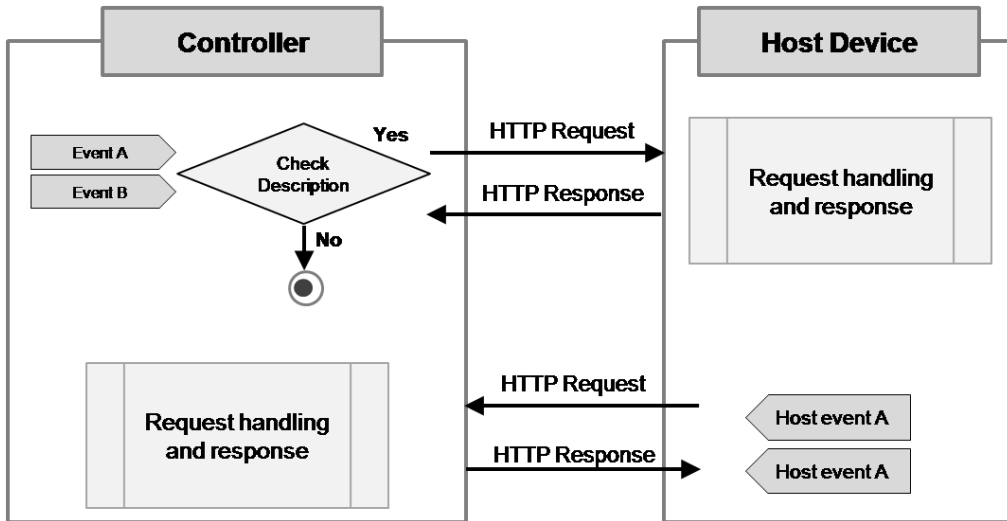 Controller
Host Device
Event A
Event B
Check
Description
Yes
No
HTTP Request
HTTP Response
Request handling
and response
Request handling
and response
HTTP Request
HTTP Response
Host event A
Host event A